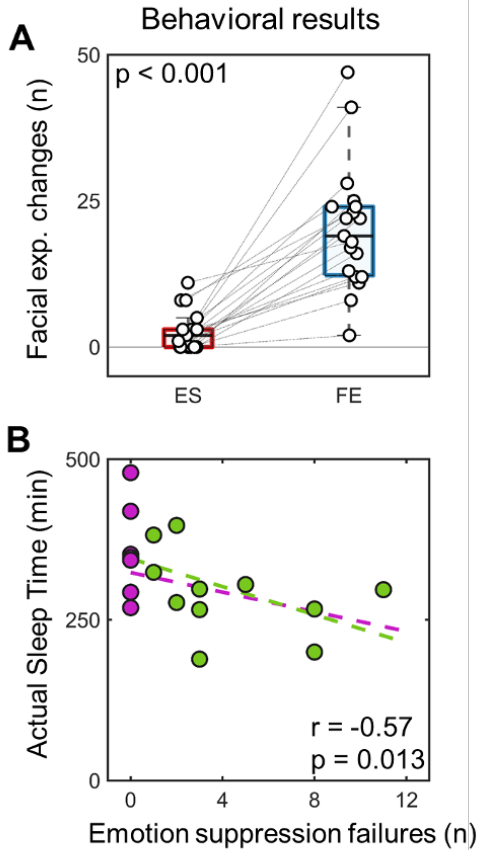 Behavioral results
A
Facial exp. changes (n)
50
25
0
p < 0.001
ES
FE
B
Actual Sleep Time (min)
500
250
0
r = -0.57
p = 0.013
0
4
8
12
Emotion suppression failures (n)